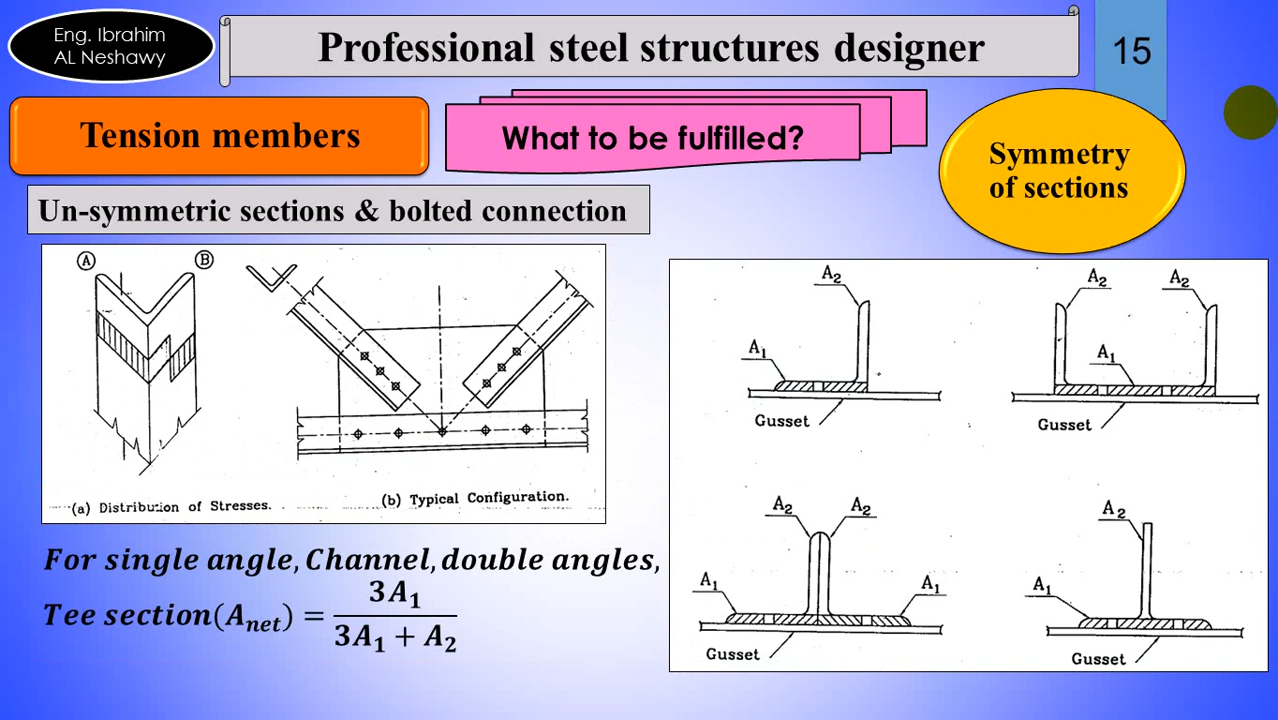 Eng. Ibrahim
AL Neshawy
Professional steel structures designer
15
Tension members
What to be fulfilled?
Symmetry
of sections
Un-symmetric sections & bolted connection
A
B
(a) Distribution of Stresses.
(b) Typical Configuration.
A₂
A₁
Gusset
A₂
A₂
A₁
Gusset
A₂
A₂
A₁
A₁
Gusset
A₂
A₁
Gusset
For single angle, Channel, double angles,
Tee section(A_net) = 3A₁ / (3A₁ + A₂)